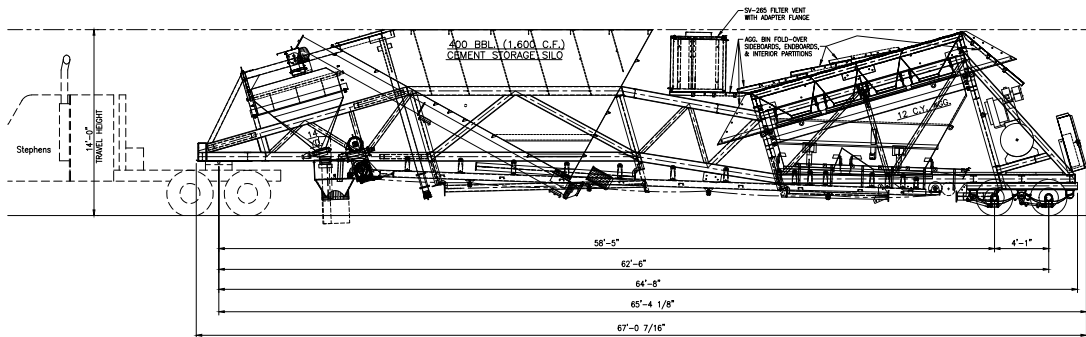 SV-265 FILTER VENT
WITH ADAPTER FLANGE
400 BBL. (1,600 C.F.)
CEMENT STORAGE SILO
AGG. BIN FOLD-OVER
SIDEBOARDS, ENDBOARDS,
& INTERIOR PARTITIONS
12 C.Y. AGG.
Stephens
14'-0"
TRAVEL HEIGHT
58'-5"
4'-1"
62'-6"
64'-8"
65'-4 1/8"
67'-0 7/16"